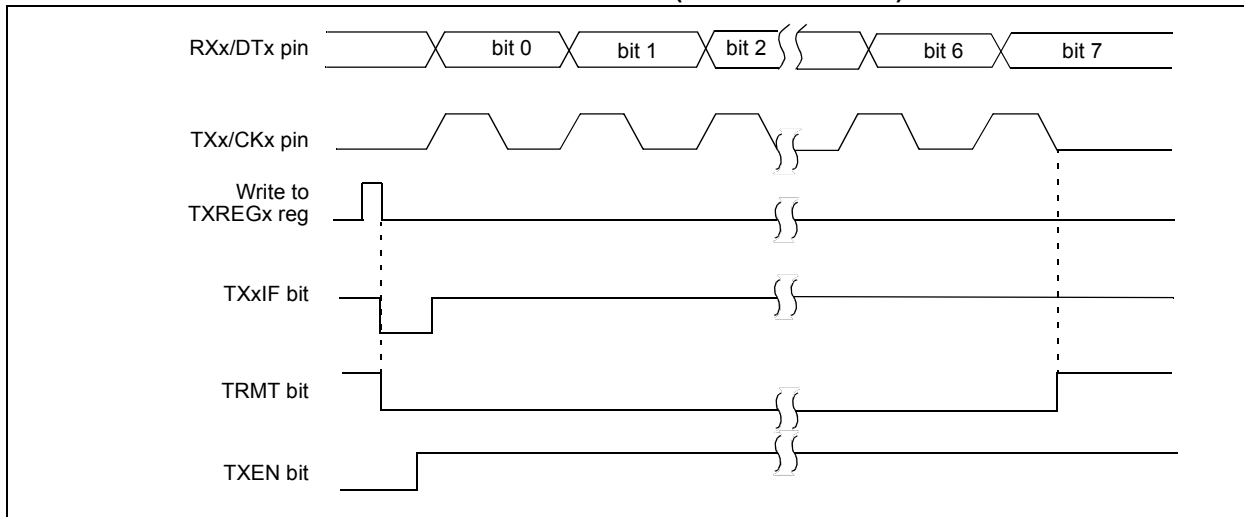 RXx/DTx pin
bit 0 bit 1 bit 2 bit 6 bit 7
TXx/CKx pin
Write to
TXREGx reg
TXxIF bit
TRMT bit
TXEN bit